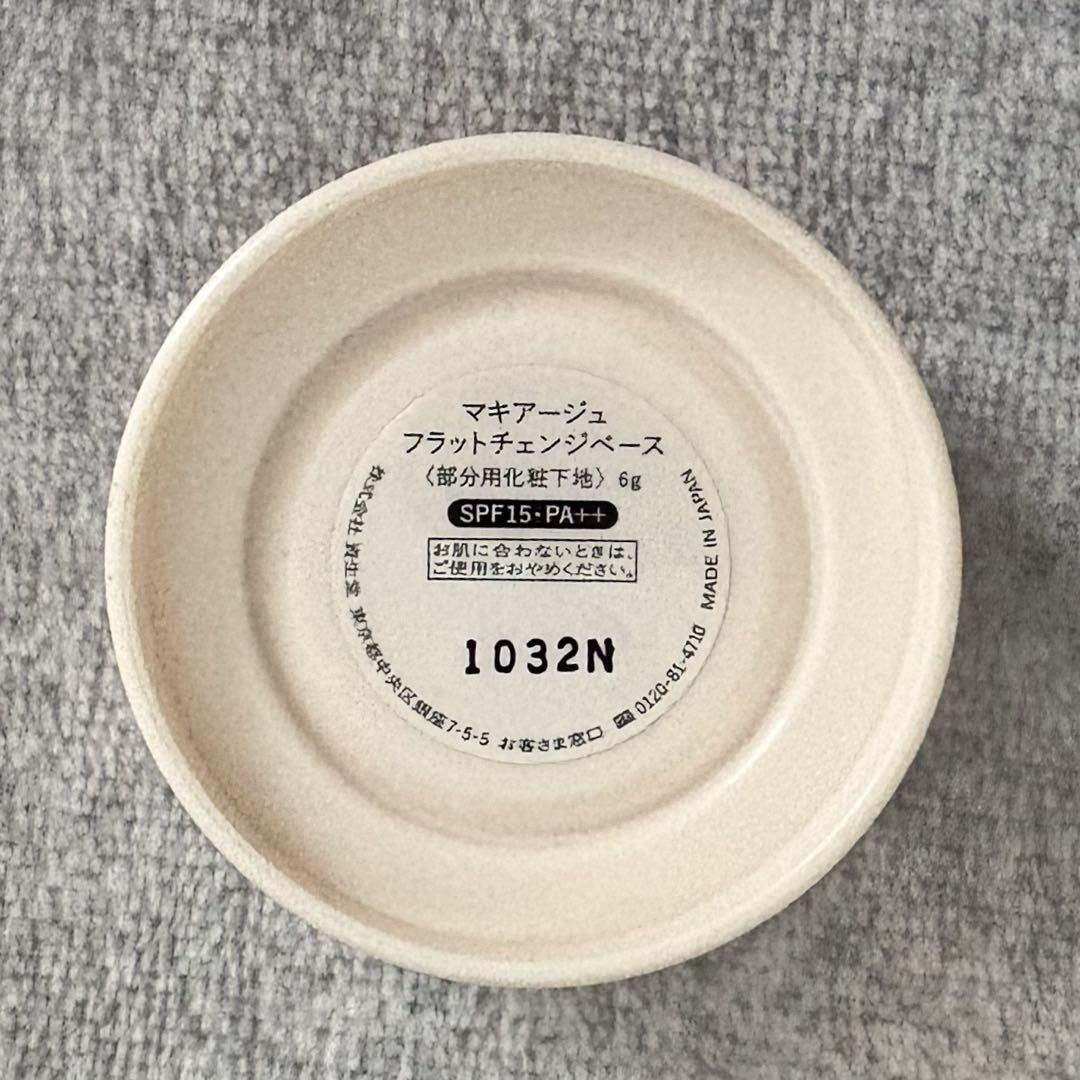 マキアージュ
フラットチェンジベース
〈部分用化粧下地〉6g
SPF15・PA++
お肌に合わないときは、
ご使用をおやめください。
1032N
株式会社 資生堂 東京都中央区銀座7-5-5 お客さま窓口 0120-81-4710 MADE IN JAPAN